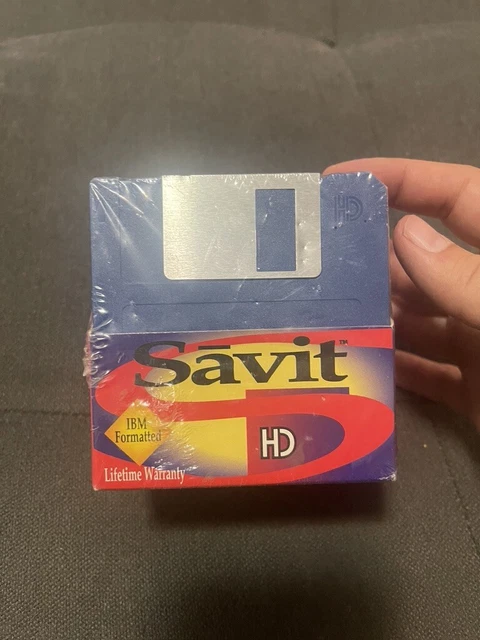 HD
Sāvit™
IBM
Formatted
HD
Lifetime Warranty